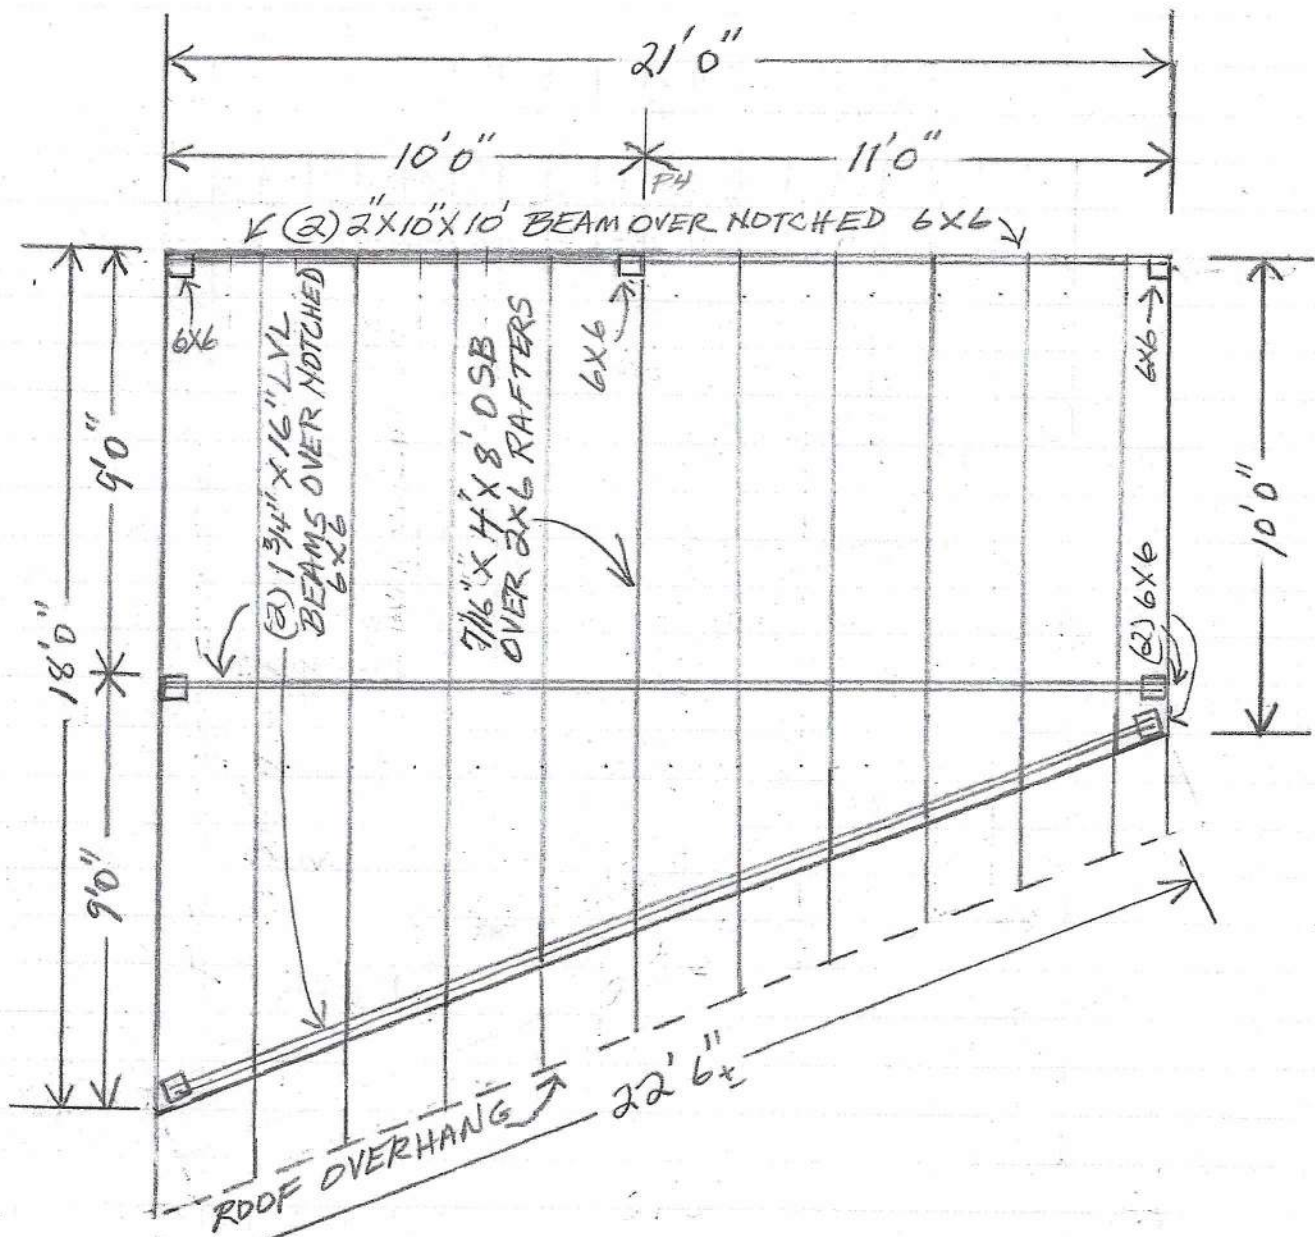 21'0"
10'0"
11'0"
P4
(2) 2"X10"X10' BEAM OVER NOTCHED 6X6
6X6
(2) 1 3/4" X 16" LVL
BEAMS OVER NOTCHED
6X6
7/16" X 4' X 8' OSB
OVER 2X6 RAFTERS
6X6
6X6
9'0"
18'0"
10'0"
(2) 6X6
9'0"
ROOF OVERHANG
22'6"±